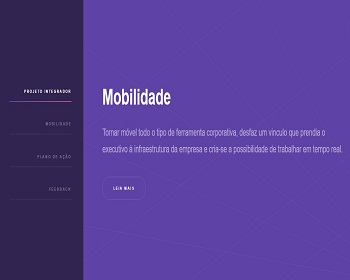 PROJETO INTEGRADOR
MOBILIDADE
PLANO DE AÇÃO
FEEDBACK
Mobilidade
Tornar móvel todo o tipo de ferramenta corporativa, desfaz um vinculo que prendia o
executivo à infraestrutura da empresa e cria-se a possibilidade de trabalhar em tempo real.
LEIA MAIS